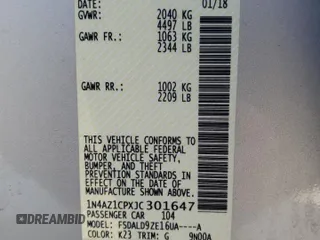 DATE: 01/18
GVWR: 2040 KG
4497 LB
GAWR FR.: 1063 KG
2344 LB
GAWR RR.: 1002 KG
2209 LB
THIS VEHICLE CONFORMS TO
ALL APPLICABLE FEDERAL
MOTOR VEHICLE SAFETY,
BUMPER, AND THEFT
PREVENTION STANDARDS IN
EFFECT ON THE DATE OF
MANUFACTURE SHOWN ABOVE.
1N4AZ1CPXJC301647
PASSENGER CAR 104
MODEL: FSDALD9ZE16UA----A
COLOR: K23 TRIM: G 9N00A
DREAMBID